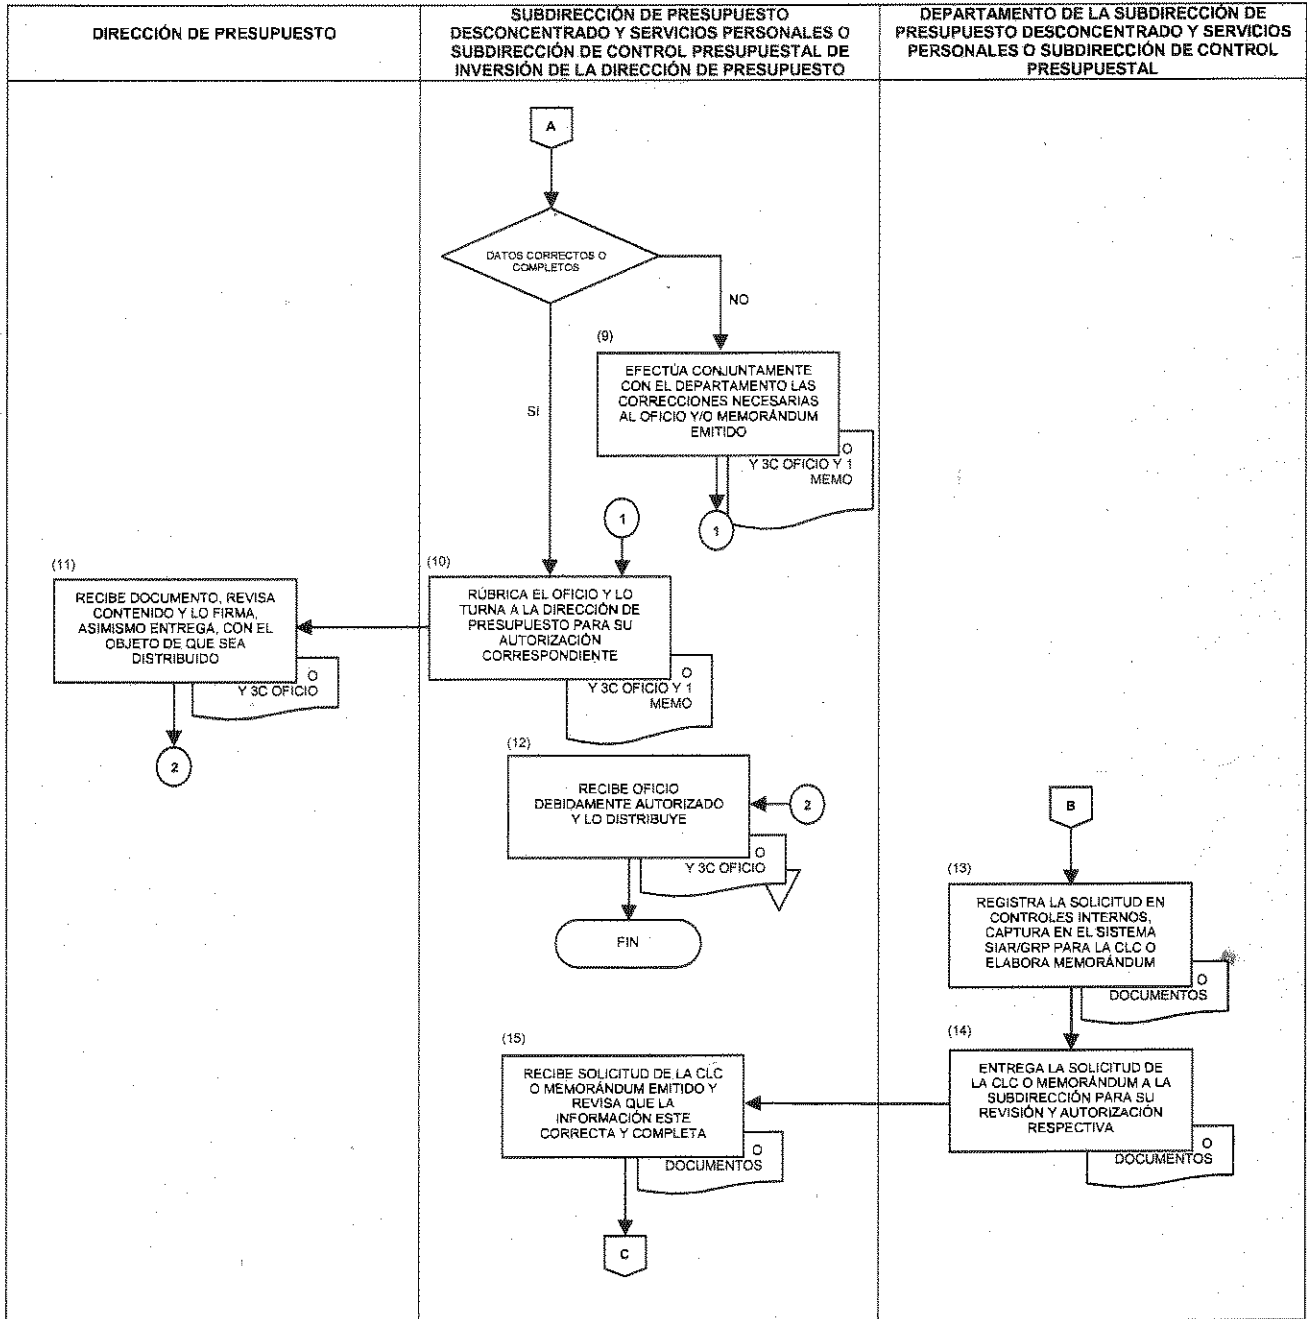 DIRECCIÓN DE PRESUPUESTO
SUBDIRECCIÓN DE PRESUPUESTO
DESCONCENTRADO Y SERVICIOS PERSONALES O
SUBDIRECCIÓN DE CONTROL PRESUPUESTAL DE
INVERSIÓN DE LA DIRECCIÓN DE PRESUPUESTO
DEPARTAMENTO DE LA SUBDIRECCIÓN DE
PRESUPUESTO DESCONCENTRADO Y SERVICIOS
PERSONALES O SUBDIRECCIÓN DE CONTROL
PRESUPUESTAL
A
DATOS CORRECTOS O
COMPLETOS
NO
SI
(9)
EFECTÚA CONJUNTAMENTE
CON EL DEPARTAMENTO LAS
CORRECCIONES NECESARIAS
AL OFICIO Y/O MEMORÁNDUM
EMITIDO
O
Y 3C OFICIO Y 1
MEMO
1
1
(10)
RÚBRICA EL OFICIO Y LO
TURNA A LA DIRECCIÓN DE
PRESUPUESTO PARA SU
AUTORIZACIÓN
CORRESPONDIENTE
O
Y 3C OFICIO Y 1
MEMO
(11)
RECIBE DOCUMENTO, REVISA
CONTENIDO Y LO FIRMA,
ASIMISMO ENTREGA, CON EL
OBJETO DE QUE SEA
DISTRIBUIDO
O
Y 3C OFICIO
2
(12)
RECIBE OFICIO
DEBIDAMENTE AUTORIZADO
Y LO DISTRIBUYE
2
O
Y 3C OFICIO
FIN
B
(13)
REGISTRA LA SOLICITUD EN
CONTROLES INTERNOS,
CAPTURA EN EL SISTEMA
SIAR/GRP PARA LA CLC O
ELABORA MEMORÁNDUM
O
DOCUMENTOS
(14)
ENTREGA LA SOLICITUD DE
LA CLC O MEMORÁNDUM A LA
SUBDIRECCIÓN PARA SU
REVISIÓN Y AUTORIZACIÓN
RESPECTIVA
O
DOCUMENTOS
(15)
RECIBE SOLICITUD DE LA CLC
O MEMORÁNDUM EMITIDO Y
REVISA QUE LA
INFORMACIÓN ESTE
CORRECTA Y COMPLETA
O
DOCUMENTOS
C